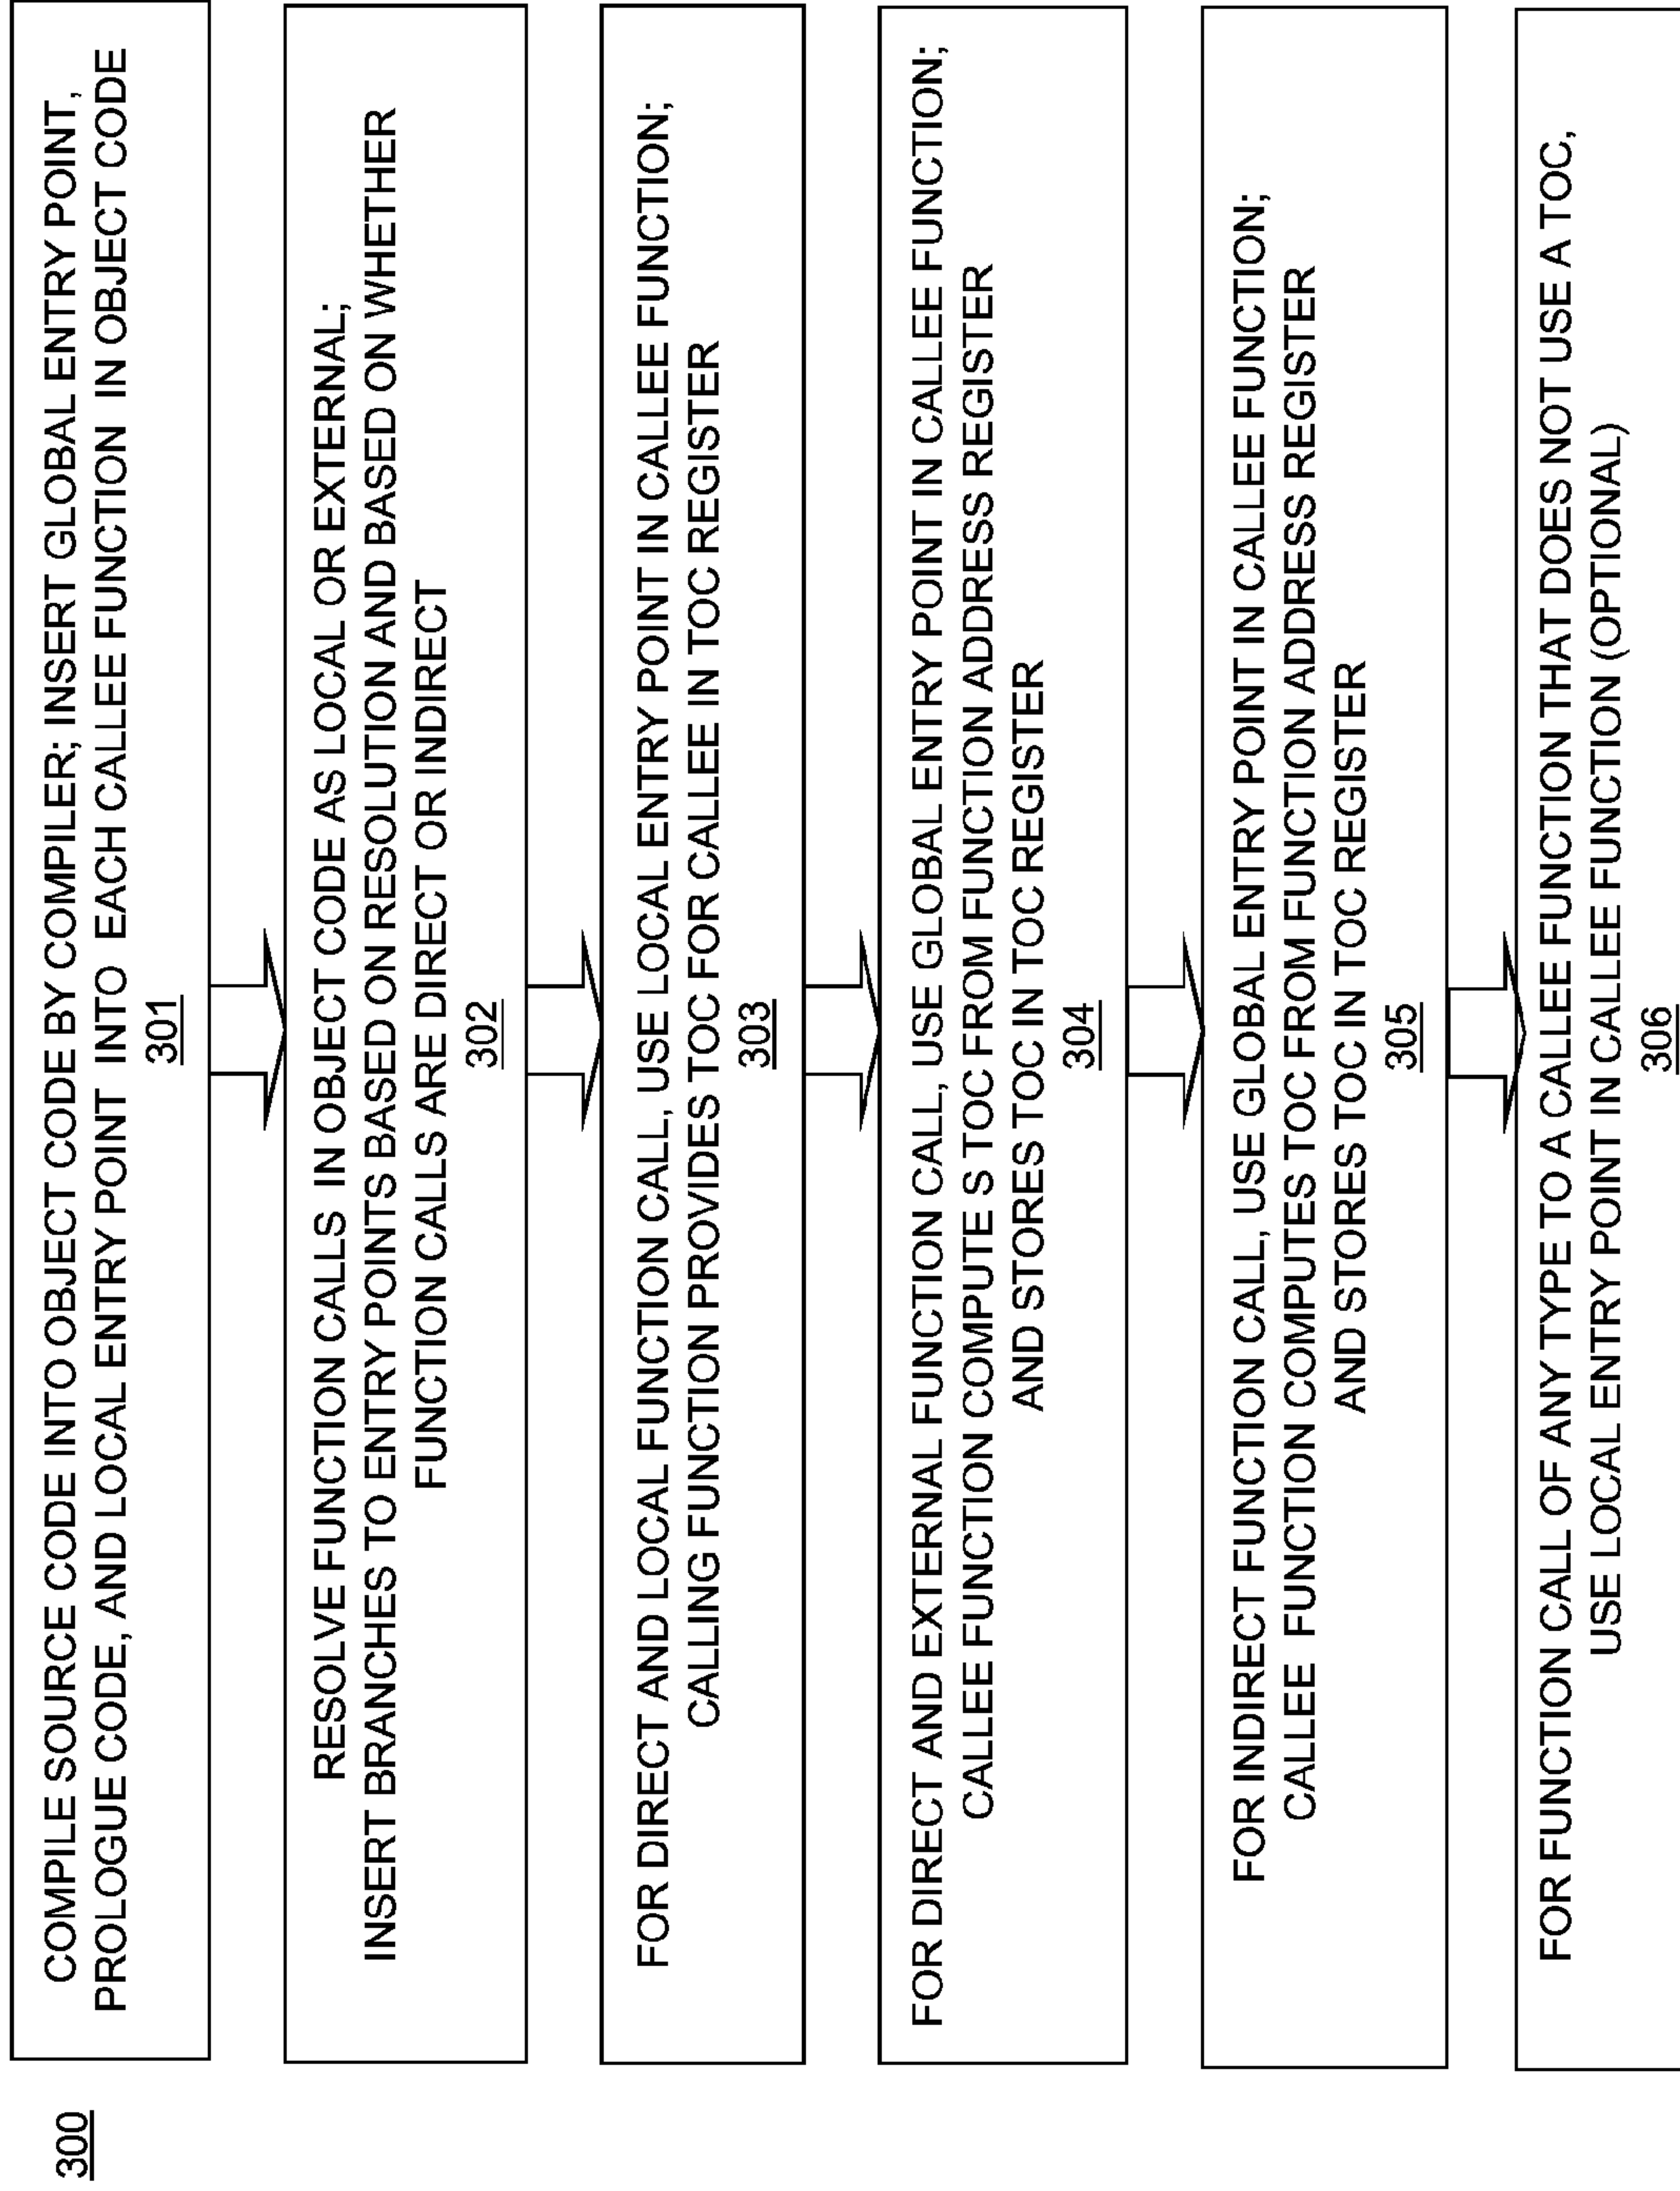 300
COMPILE SOURCE CODE INTO OBJECT CODE BY COMPILER; INSERT GLOBAL ENTRY POINT,
PROLOGUE CODE, AND LOCAL ENTRY POINT INTO EACH CALLEE FUNCTION IN OBJECT CODE
301
RESOLVE FUNCTION CALLS IN OBJECT CODE AS LOCAL OR EXTERNAL;
INSERT BRANCHES TO ENTRY POINTS BASED ON RESOLUTION AND BASED ON WHETHER
FUNCTION CALLS ARE DIRECT OR INDIRECT
302
FOR DIRECT AND LOCAL FUNCTION CALL, USE LOCAL ENTRY POINT IN CALLEE FUNCTION;
CALLING FUNCTION PROVIDES TOC FOR CALLEE IN TOC REGISTER
303
FOR DIRECT AND EXTERNAL FUNCTION CALL, USE GLOBAL ENTRY POINT IN CALLEE FUNCTION;
CALLEE FUNCTION COMPUTE S TOC FROM FUNCTION ADDRESS REGISTER
AND STORES TOC IN TOC REGISTER
304
FOR INDIRECT FUNCTION CALL, USE GLOBAL ENTRY POINT IN CALLEE FUNCTION;
CALLEE FUNCTION COMPUTES TOC FROM FUNCTION ADDRESS REGISTER
AND STORES TOC IN TOC REGISTER
305
FOR FUNCTION CALL OF ANY TYPE TO A CALLEE FUNCTION THAT DOES NOT USE A TOC,
USE LOCAL ENTRY POINT IN CALLEE FUNCTION (OPTIONAL)
306